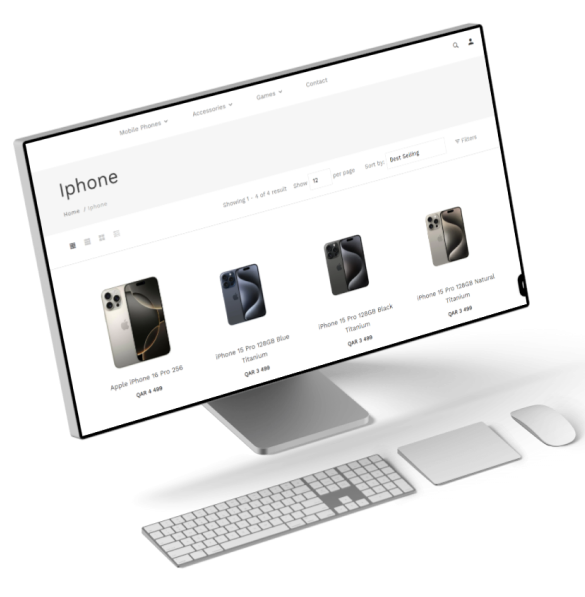 Mobile Phones
Accessories
Games
Contact
Iphone
Home / Iphone
Showing 1 - 4 of 4 result
Show 12 per page
Sort By: Best Selling
Filters
Apple iPhone 16 Pro 256
QAR 4 499
iPhone 15 Pro 128GB Blue
Titanium
QAR 3 499
iPhone 15 Pro 128GB Black
Titanium
QAR 3 499
iPhone 15 Pro 128GB Natural
Titanium
QAR 3 499